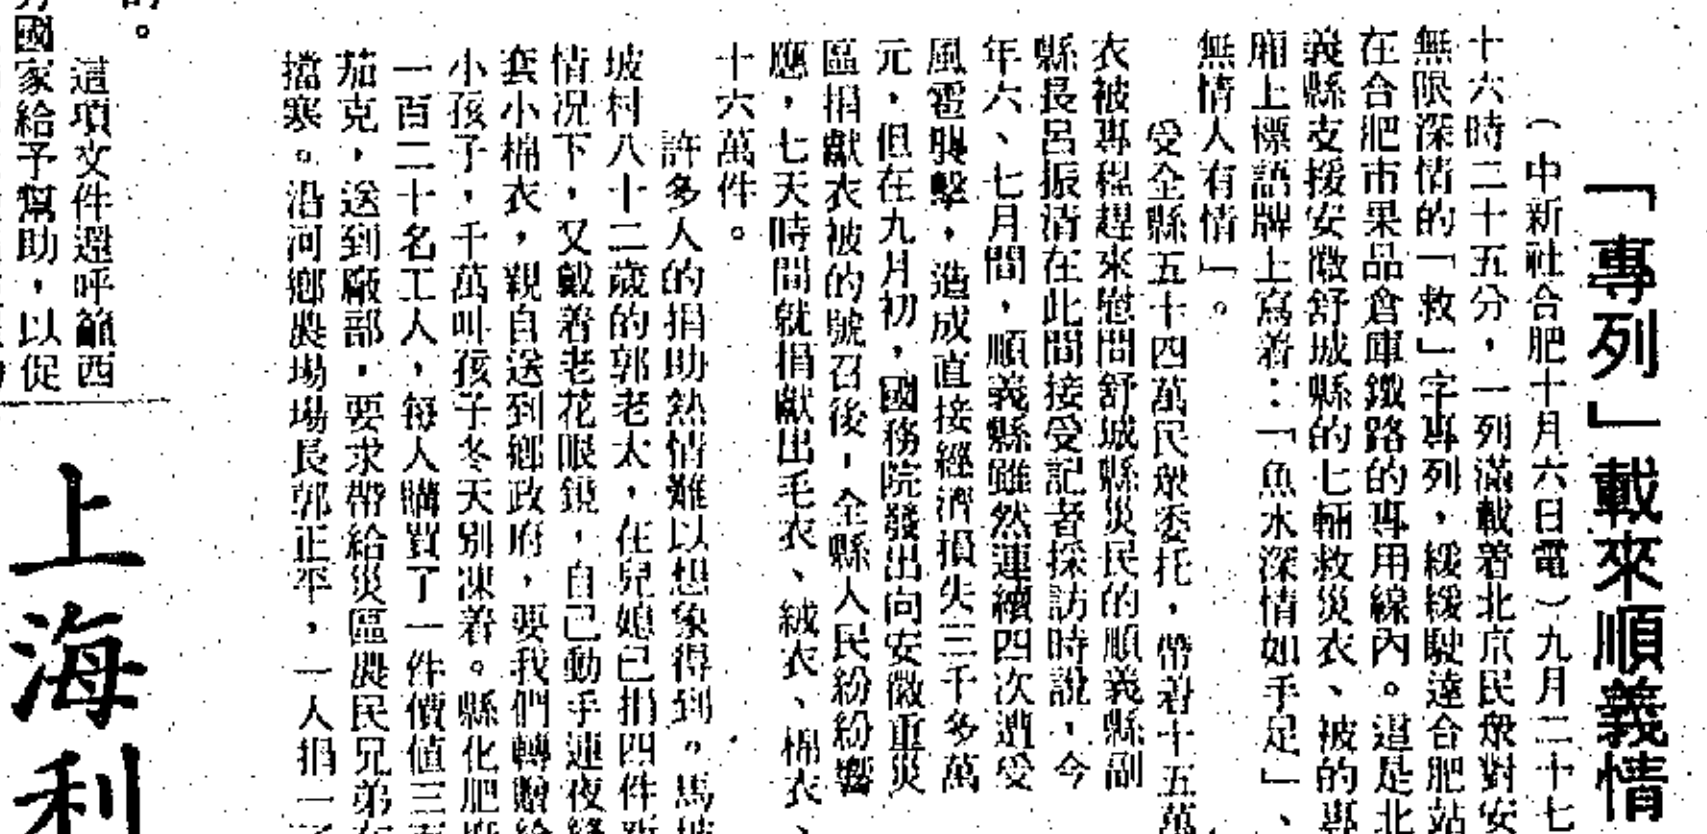 「專列」載來順義情
（中新社合肥十月六日電）九月二十七
十六時二十五分，一列滿載着北京民衆對安
無限深情的「救」字專列，緩緩駛達合肥站
在合肥市果品倉庫鐵路的專用線內。這是北
義縣支援安徽舒城縣的七輛救災衣、被的專
廂上標語牌上寫着：「魚水深情如手足」、
無情人有情」。
受全縣五十四萬民衆委托，帶着十五萬
衣被專程趕來慰問舒城縣災民的順義縣副
縣長呂振清在此間接受記者採訪時說，今
年六、七月間，順義縣雖然連續四次遭受
風雹襲擊，造成直接經濟損失三千多萬
元，但在九月初，國務院發出向安徽重災
區捐獻衣被的號召後，全縣人民紛紛響
應，七天時間就捐獻出毛衣、絨衣、棉衣、
十六萬件。
許多人的捐助熱情難以想象得到。馬坡
坡村八十二歲的郭老太，在兒媳已捐四件新
情况下，又戴着老花眼鏡，自己動手連夜縫
套小棉衣，親自送到鄉政府，要我們轉贈給
小孩子，千萬叫孩子冬天別凍着。縣化肥廠
一百二十名工人，每人購買了一件價值三百
茄克，送到廠部，要求帶給災區農民兄弟
擋寒。沿河鄉農場場長郭正平，一人捐一
的。
這項文件還呼籲西
國家給予幫助，以促
上海利